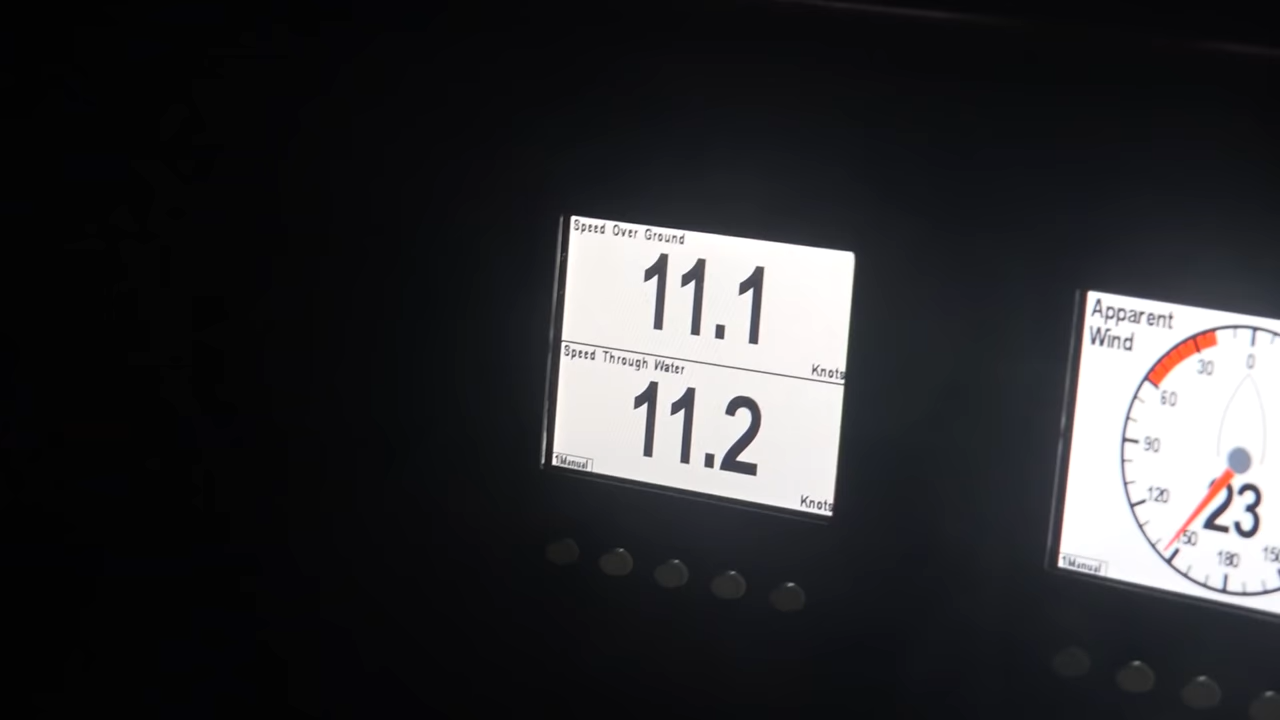 Speed Over Ground
11.1
Knots
Speed Through Water
11.2
1Manual
Knots
Apparent
Wind
0
30
60
90
120
150
180
23
1Manual